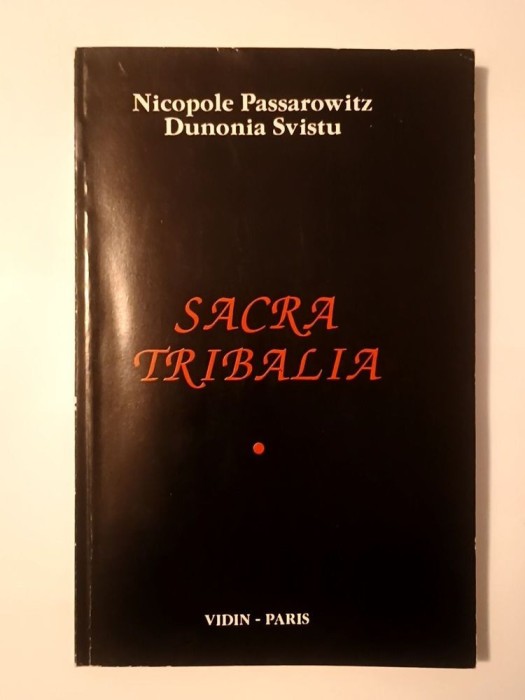 Nicopole Passarowitz
Dunonia Svistu
SACRA
TRIBALIA
VIDIN - PARIS